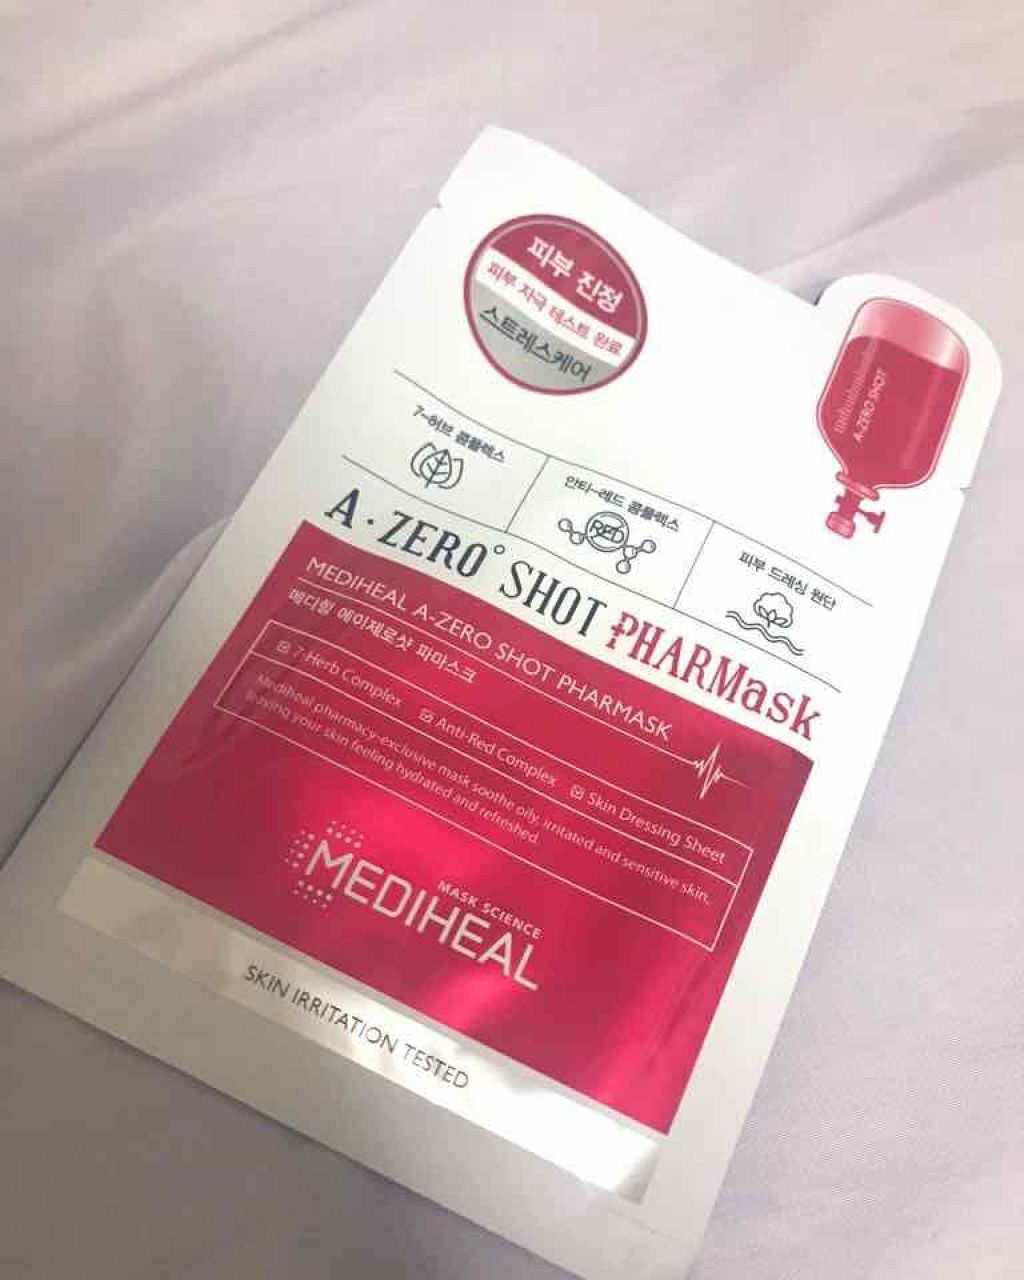 피부 진정
피부 자극 테스트 완료
스트레스케어
A-ZERO SHOT
7-허브 콤플렉스
안티-레드 콤플렉스
RED
피부 드레싱 원단
A·ZERO° SHOT PHARMask
MEDIHEAL A-ZERO SHOT PHARMASK
메디힐 에이제로샷 파마스크
7-Herb Complex
Anti-Red Complex
Skin Dressing Sheet
Mediheal pharmacy-exclusive mask soothe oily, irritated and sensitive skin.
leaving your skin feeling hydrated and refreshed.
MASK SCIENCE
MEDIHEAL
SKIN IRRITATION TESTED